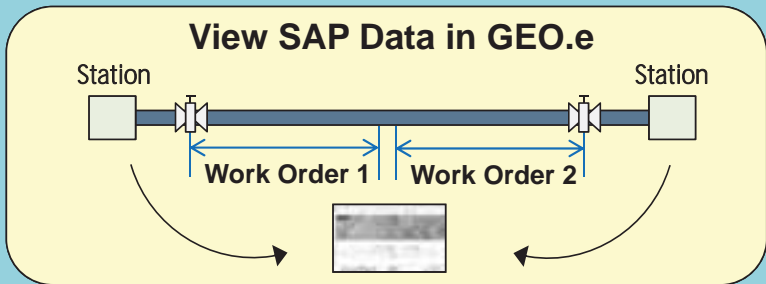 View SAP Data in GEO.e
Station Station
Work Order 1 Work Order 2